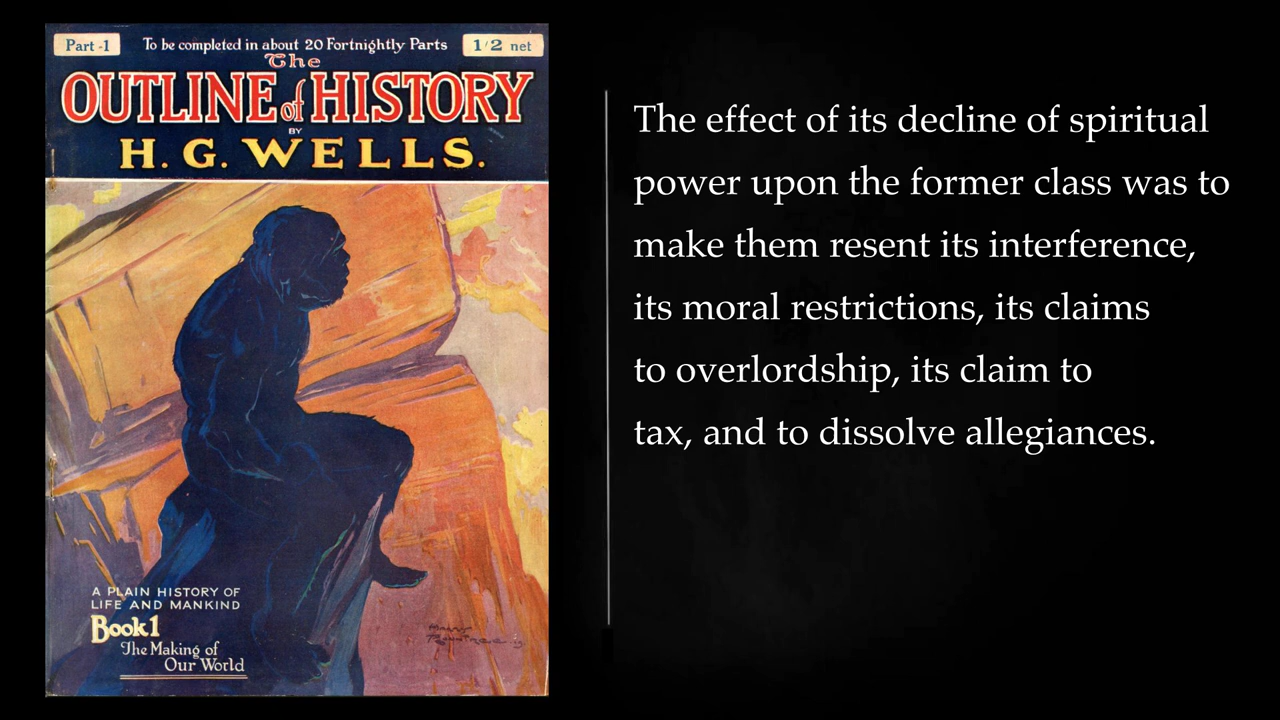 Part -1
To be completed in about 20 Fortnightly Parts
1/2 net
The
OUTLINE of HISTORY
BY
H. G. WELLS.
A PLAIN HISTORY OF
LIFE AND MANKIND
Book 1
The Making of
Our World
The effect of its decline of spiritual
power upon the former class was to
make them resent its interference,
its moral restrictions, its claims
to overlordship, its claim to
tax, and to dissolve allegiances.